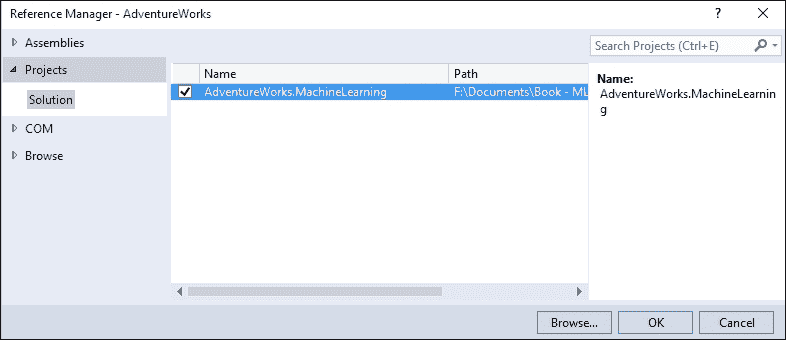 Reference Manager - AdventureWorks
?
Assemblies
Projects
Solution
COM
Browse
Name
Path
AdventureWorks.MachineLearning
F:\Documents\Book - ML
Search Projects (Ctrl+E)
Name:
AdventureWorks.MachineLearnin
g
Browse...
OK
Cancel